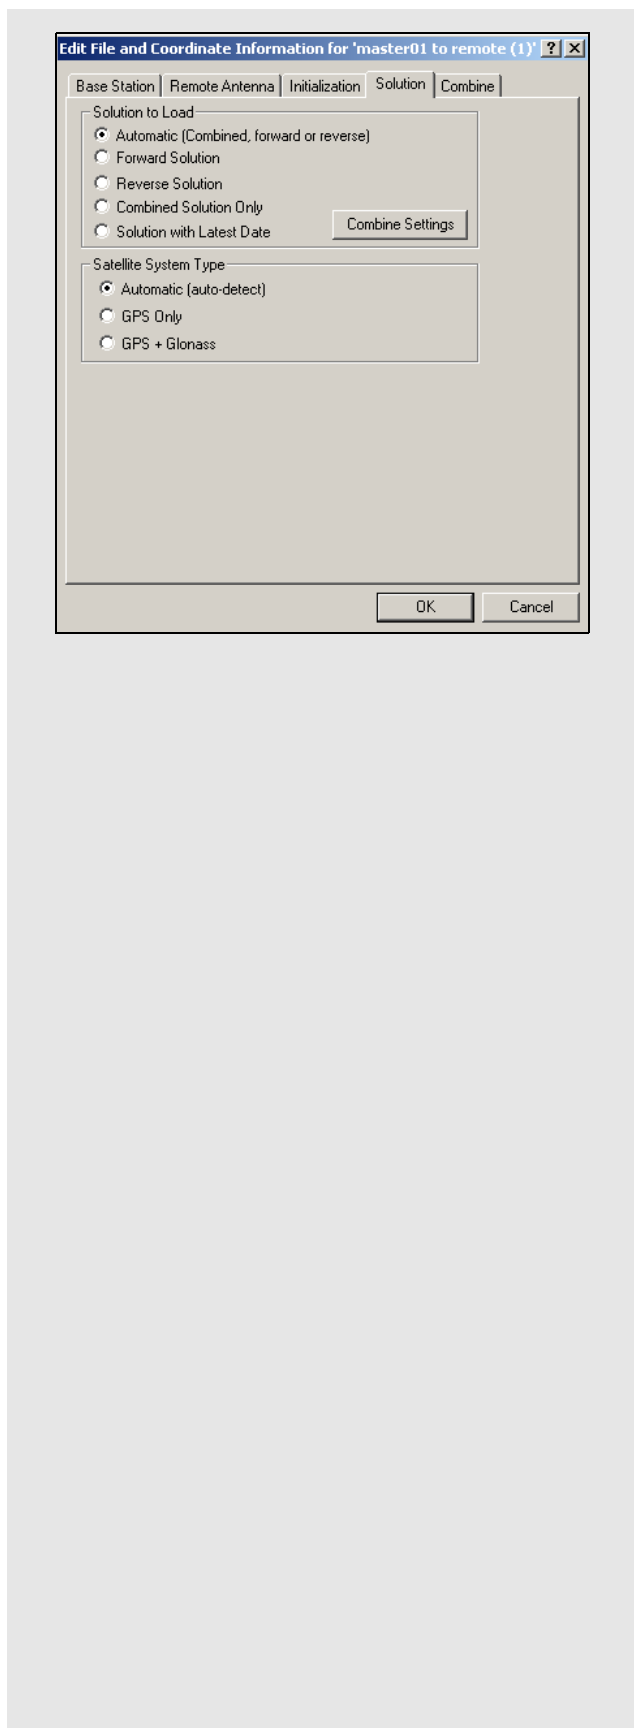 Edit File and Coordinate Information for 'master01 to remote (1)'
Base Station Remote Antenna Initialization Solution Combine
Solution to Load
Automatic (Combined, forward or reverse)
Forward Solution
Reverse Solution
Combined Solution Only
Solution with Latest Date
Combine Settings
Satellite System Type
Automatic (auto-detect)
GPS Only
GPS + Glonass
OK Cancel